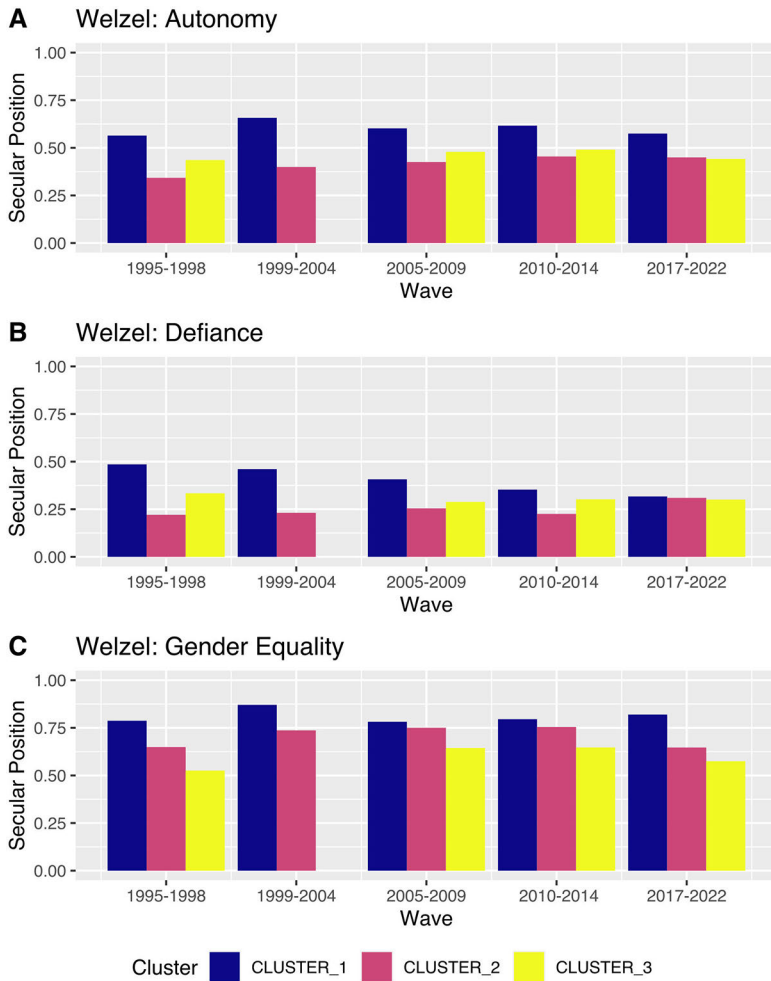 A Welzel: Autonomy
Secular Position
1.00
0.75
0.50
0.25
0.00
1995-1998 1999-2004 2005-2009 2010-2014 2017-2022
Wave
B Welzel: Defiance
Secular Position
1.00
0.75
0.50
0.25
0.00
1995-1998 1999-2004 2005-2009 2010-2014 2017-2022
Wave
C Welzel: Gender Equality
Secular Position
1.00
0.75
0.50
0.25
0.00
1995-1998 1999-2004 2005-2009 2010-2014 2017-2022
Wave
Cluster CLUSTER_1 CLUSTER_2 CLUSTER_3